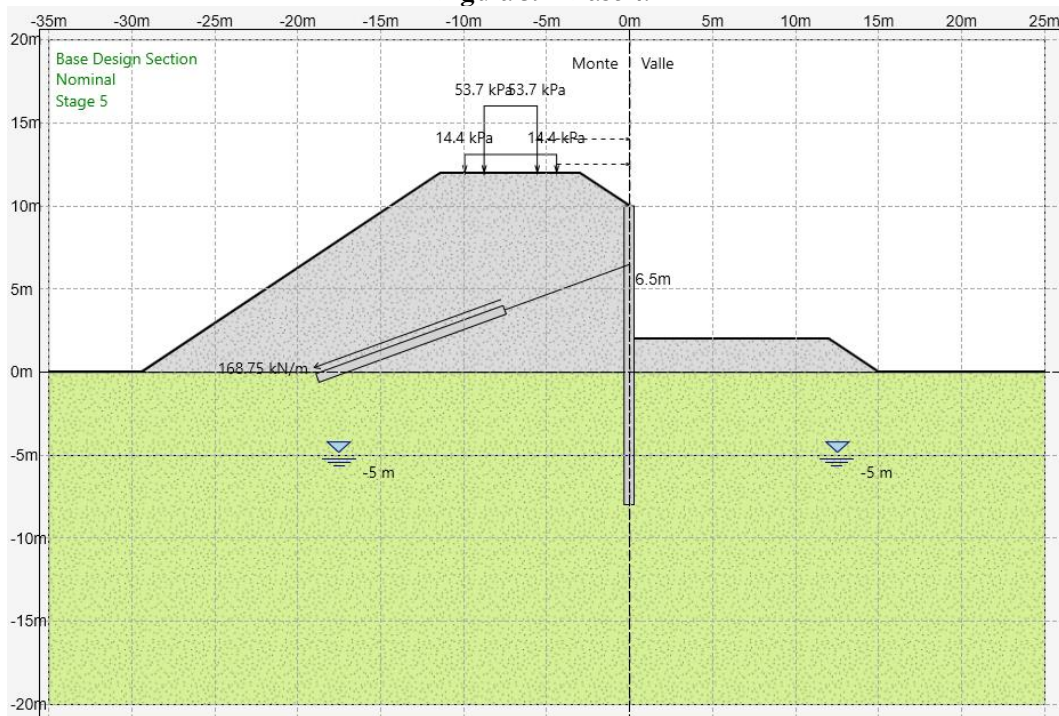 -35m -30m -25m -20m -15m -10m -5m 0m 5m 10m 15m 20m 25m
20m
Base Design Section
Nominal
Stage 5
Monte Valle
53.7 kPa 53.7 kPa
15m
14.4 kPa 14.4 kPa
10m
6.5m
5m
168.75 kN/m
0m
-5m
-5 m -5 m
-10m
-15m
-20m